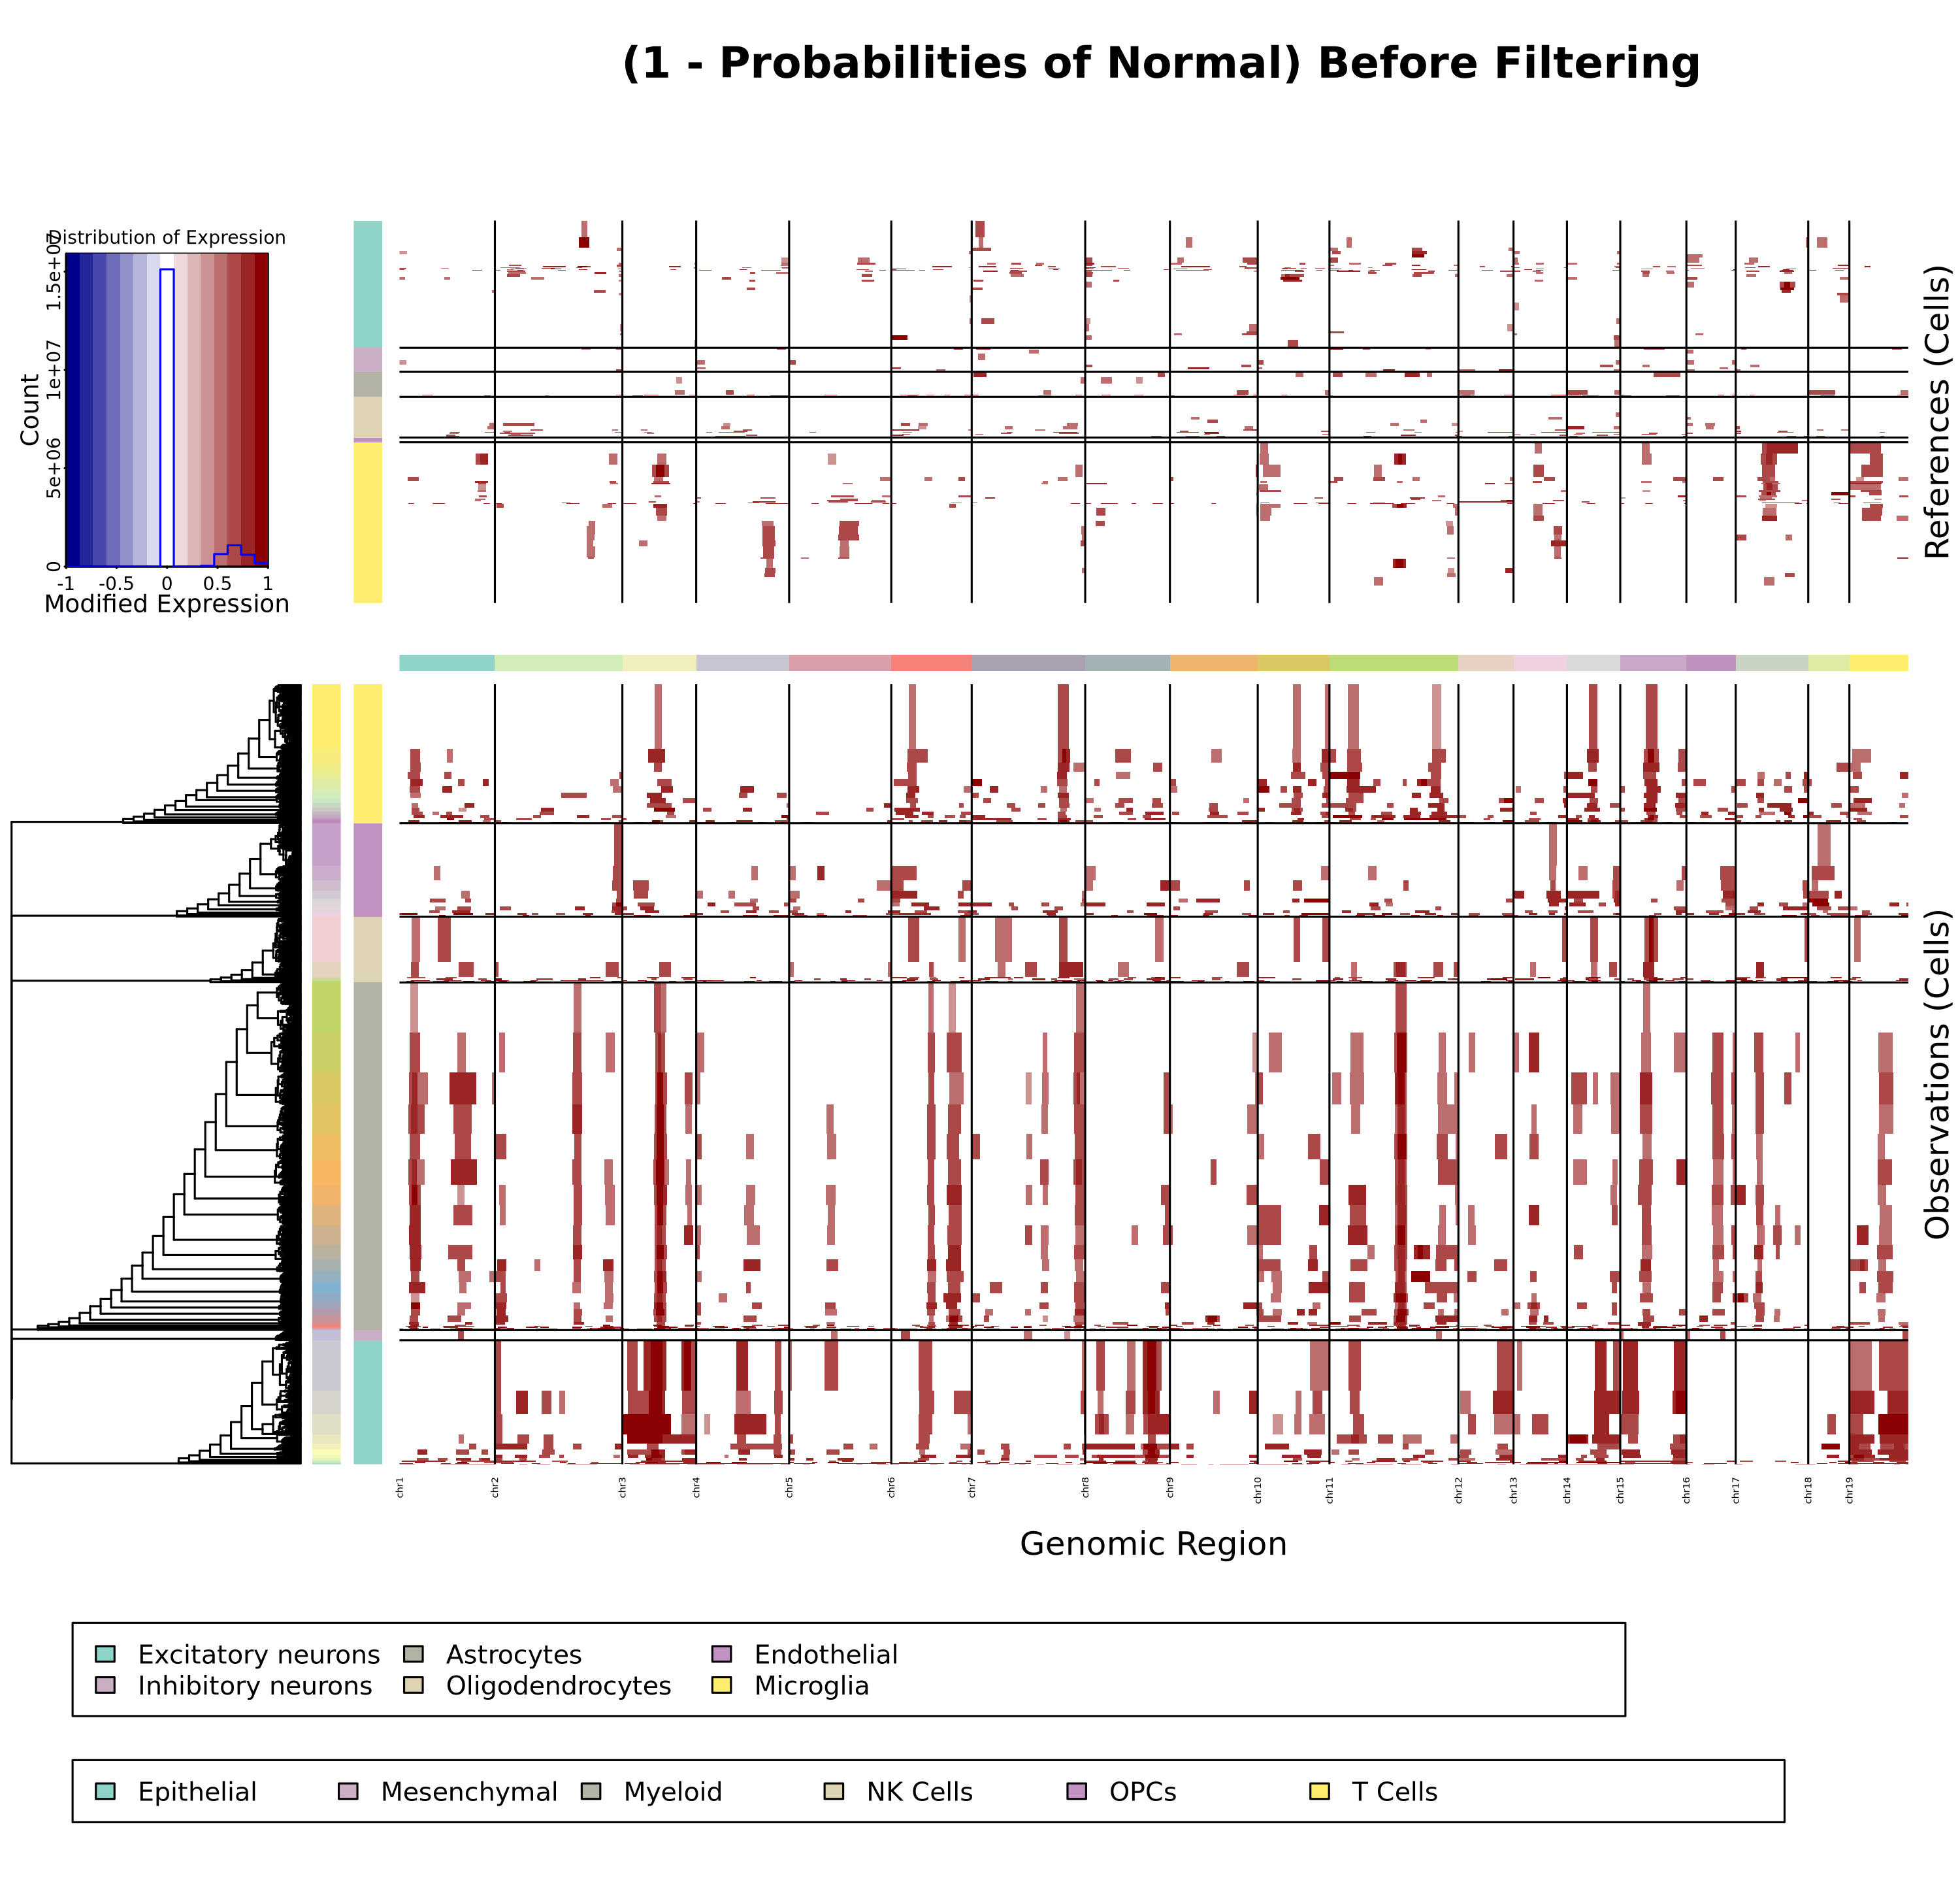 (1 - Probabilities of Normal) Before Filtering
Distribution of Expression
Count
0
5e+06
1e+07
1.5e+07
-1 -0.5 0 0.5 1
Modified Expression
References (Cells)
Observations (Cells)
chr1 chr2 chr3 chr4 chr5 chr6 chr7 chr8 chr9 chr10 chr11 chr12 chr13 chr14 chr15 chr16 chr17 chr18 chr19
Genomic Region
Excitatory neurons Astrocytes Endothelial
Inhibitory neurons Oligodendrocytes Microglia
Epithelial Mesenchymal Myeloid NK Cells OPCs T Cells